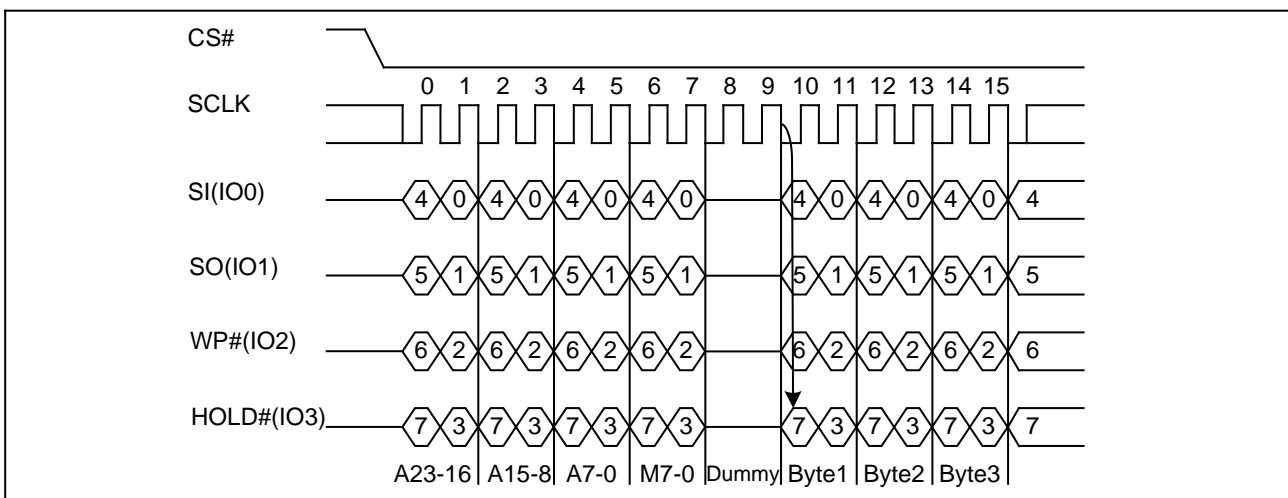 CS#
0 1 2 3 4 5 6 7 8 9 10 11 12 13 14 15
SCLK
SI(IO0) 4 0 4 0 4 0 4 0 4 0 4 0 4 0 4
SO(IO1) 5 1 5 1 5 1 5 1 5 1 5 1 5 1 5
WP#(IO2) 6 2 6 2 6 2 6 2 6 2 6 2 6 2 6
HOLD#(IO3) 7 3 7 3 7 3 7 3 7 3 7 3 7 3 7
A23-16 A15-8 A7-0 M7-0 Dummy Byte1 Byte2 Byte3